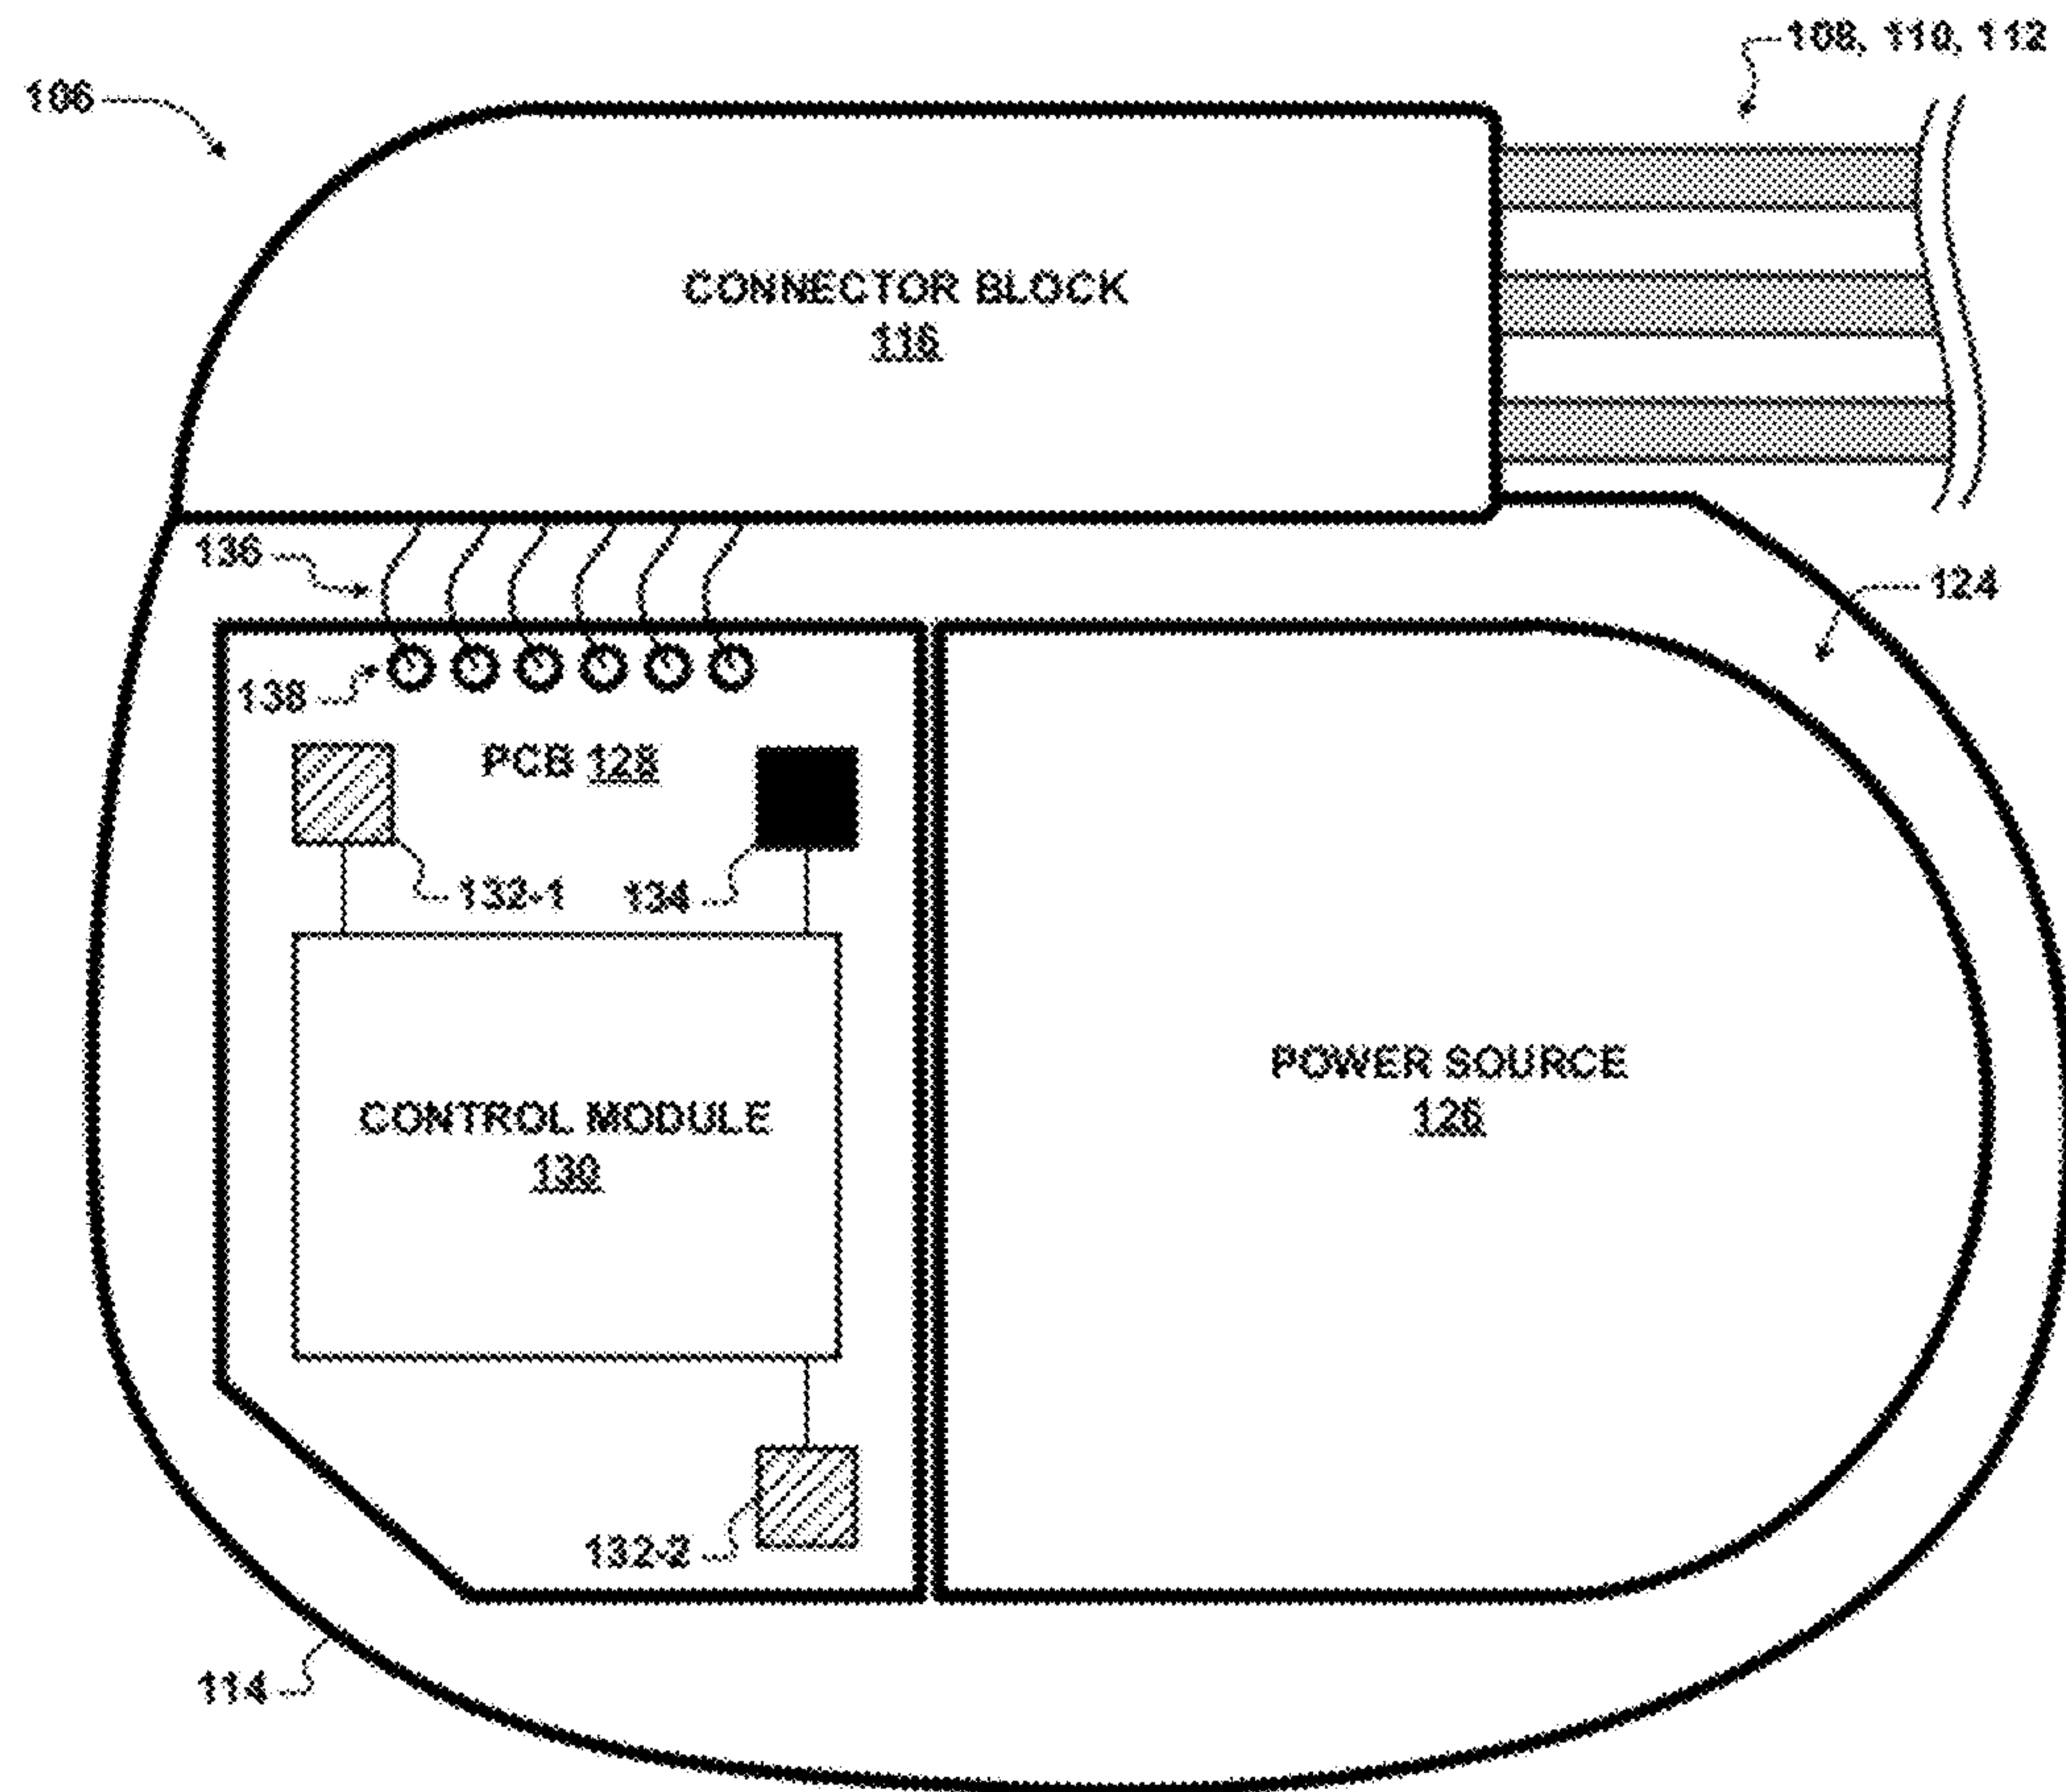 108, 110, 112
106
CONNECTOR BLOCK
116
136
124
138
PCB 128
132-1
134
POWER SOURCE
126
CONTROL MODULE
130
132-2
114